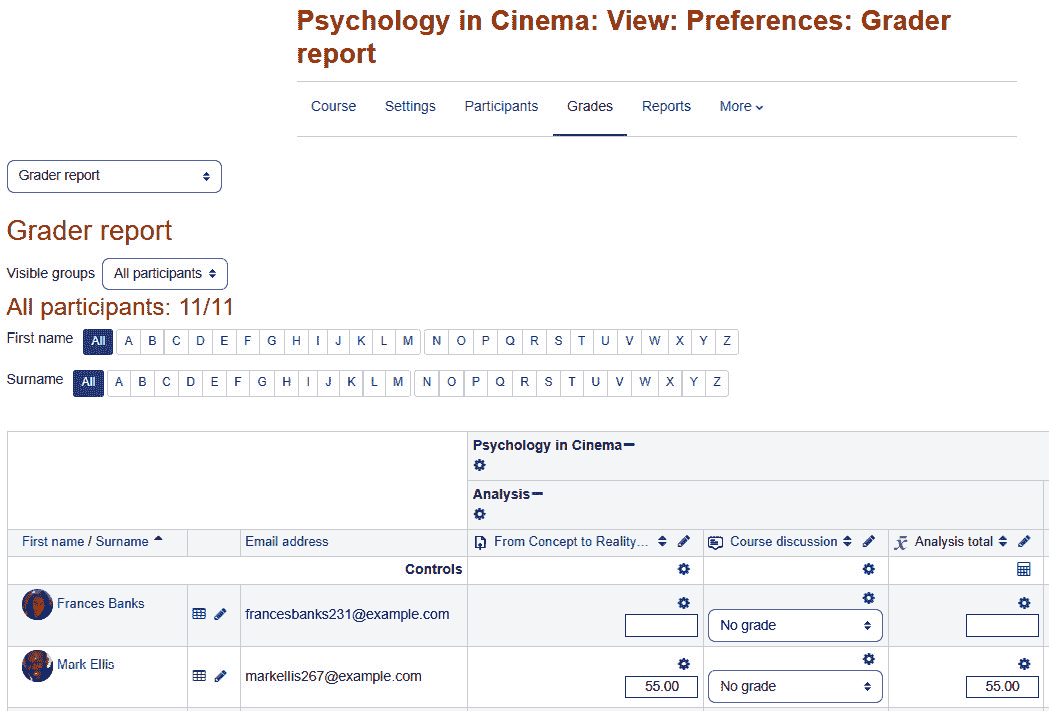 Psychology in Cinema: View: Preferences: Grader
report
Course Settings Participants Grades Reports More
Grader report
Grader report
Visible groups All participants
All participants: 11/11
First name All A B C D E F G H I J K L M N O P Q R S T U V W X Y Z
Surname All A B C D E F G H I J K L M N O P Q R S T U V W X Y Z
Psychology in Cinema
Analysis
First name / Surname Email address From Concept to Reality... Course discussion Analysis total
Controls
Frances Banks francesbanks231@example.com No grade
Mark Ellis markellis267@example.com 55.00 No grade 55.00